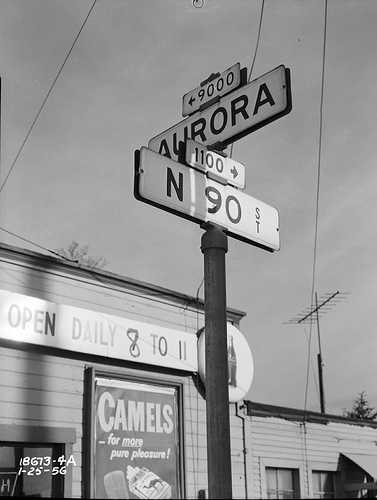 ←9000
AURORA
1100→
N 90 ST
OPEN DAILY 8 TO 11
CAMELS
...for more
pure pleasure!
18GT3-4A
1-25-56